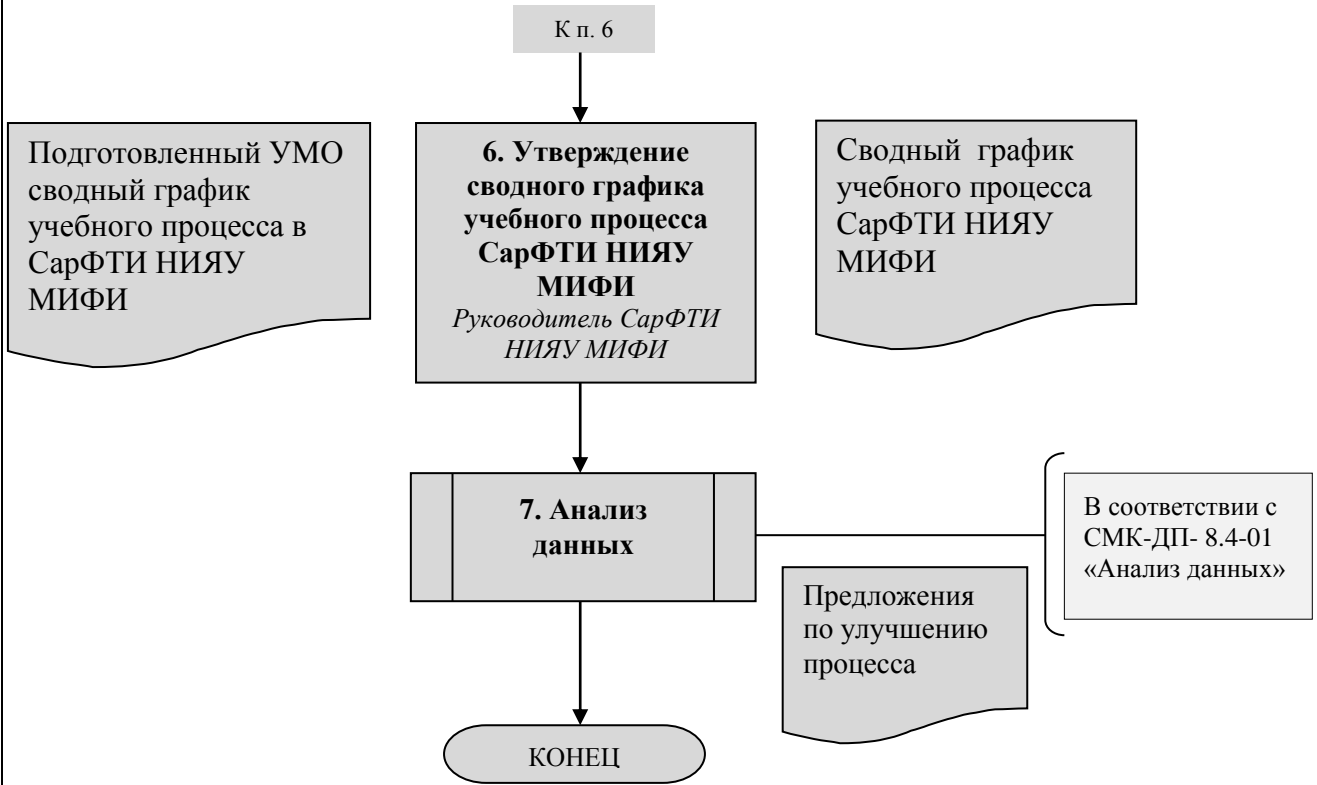 К п. 6
Подготовленный УМО
сводный график
учебного процесса в
СарФТИ НИЯУ
МИФИ
6. Утверждение
сводного графика
учебного процесса
СарФТИ НИЯУ
МИФИ
Руководитель СарФТИ
НИЯУ МИФИ
Сводный график
учебного процесса
СарФТИ НИЯУ
МИФИ
7. Анализ
данных
В соответствии с
СМК-ДП- 8.4-01
«Анализ данных»
Предложения
по улучшению
процесса
КОНЕЦ